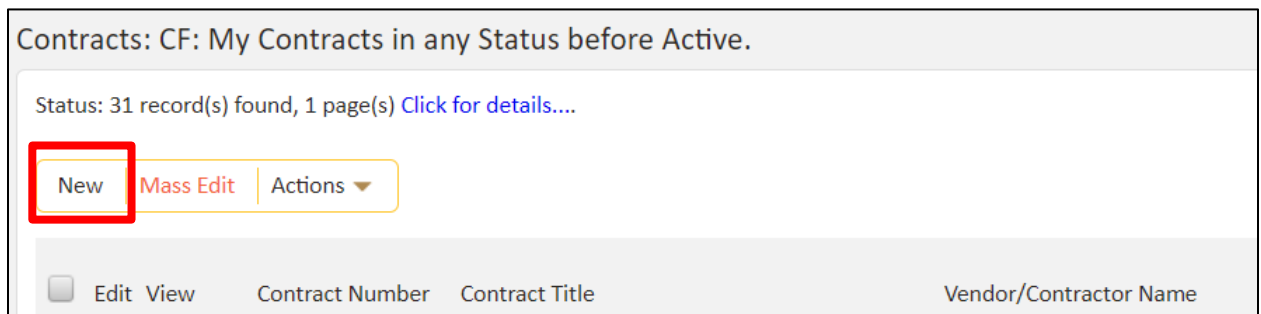 Contracts: CF: My Contracts in any Status before Active.
Status: 31 record(s) found, 1 page(s) Click for details....
New Mass Edit Actions
Edit View Contract Number Contract Title Vendor/Contractor Name